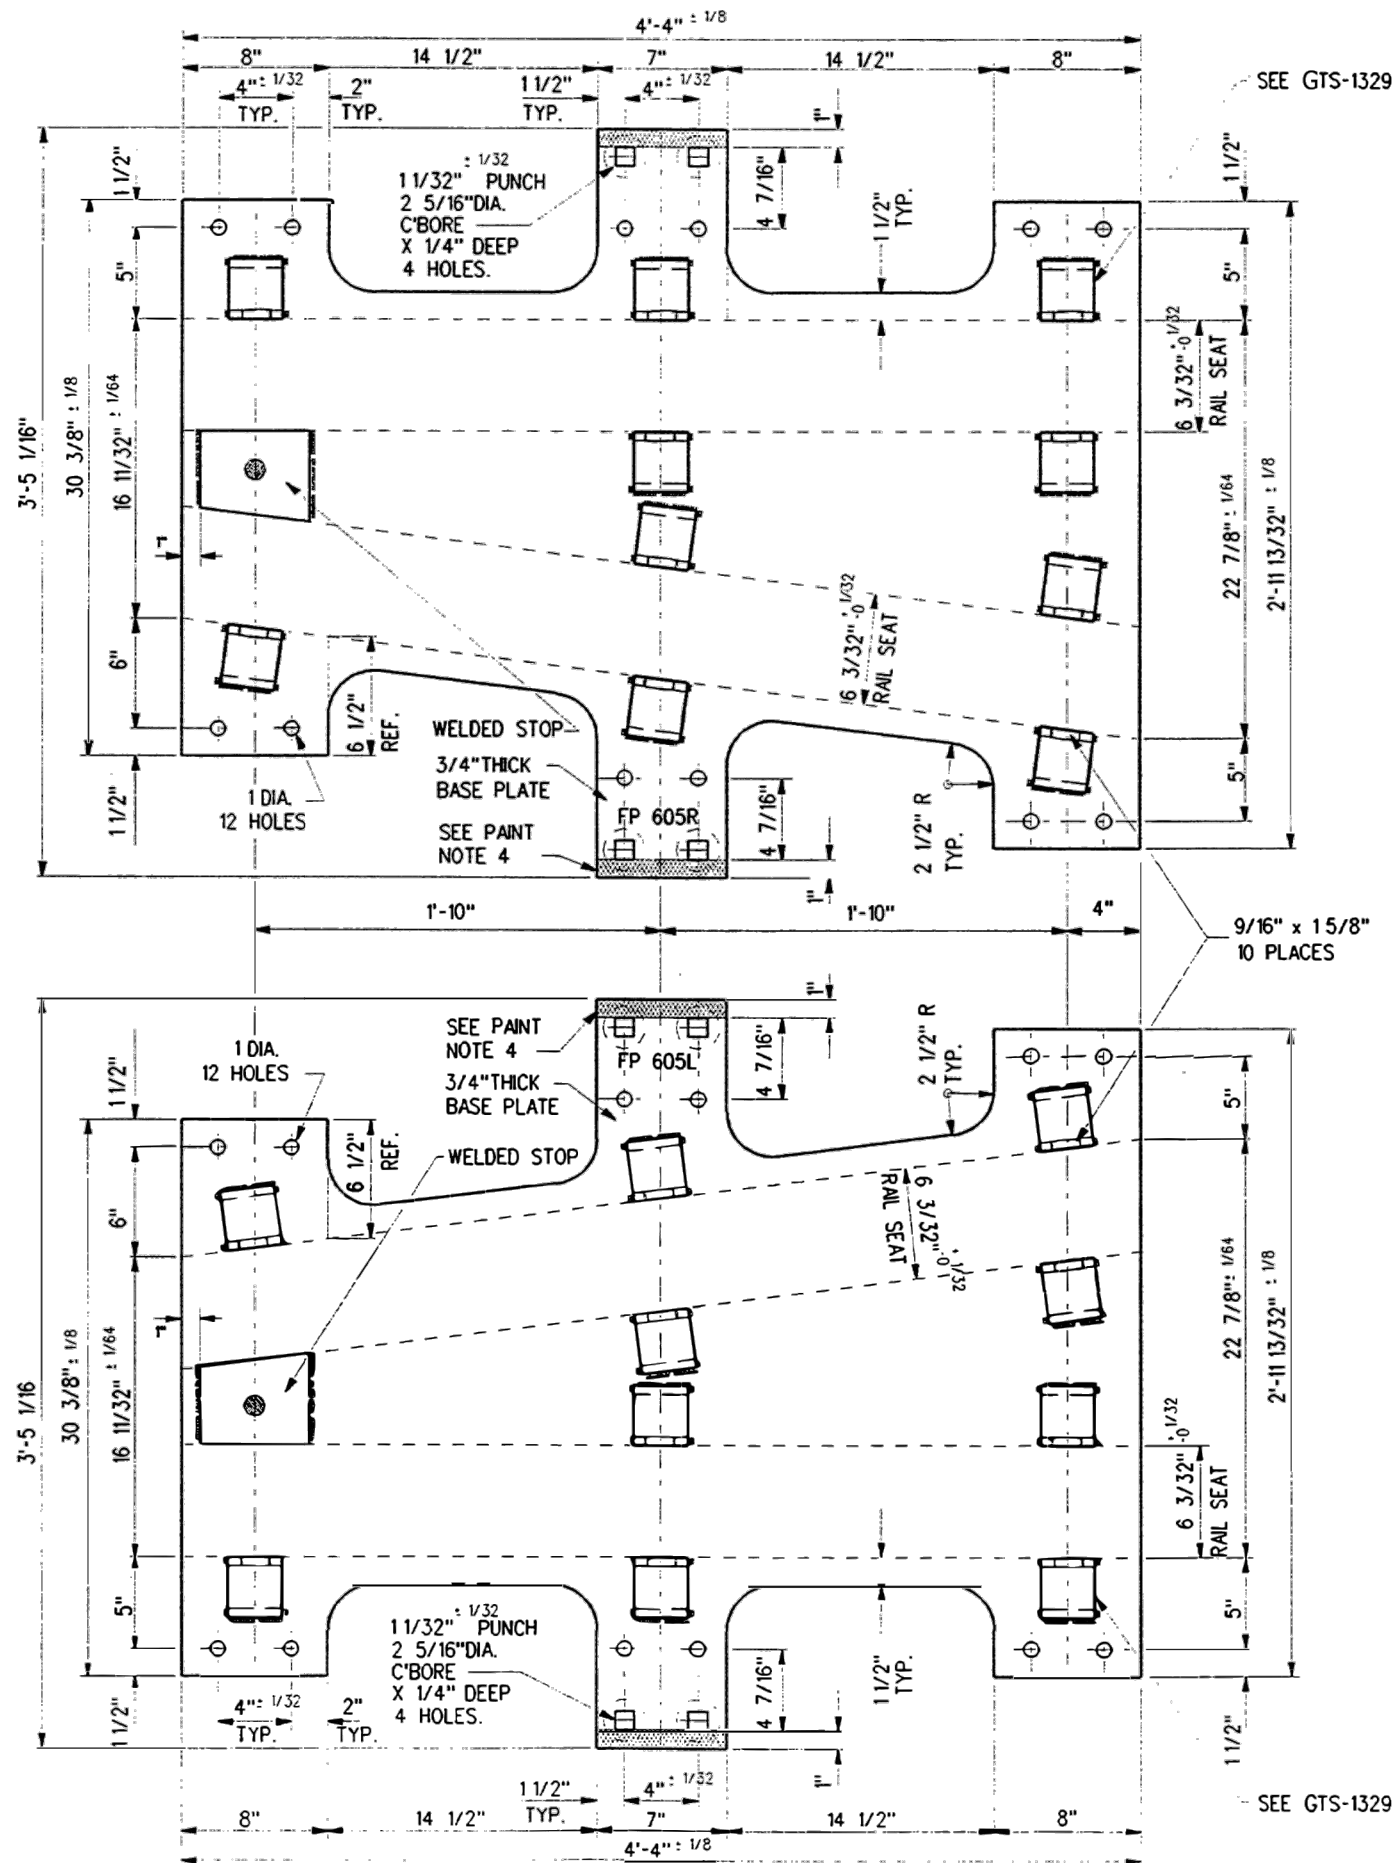 4'-4" ± 1/8
8" 14 1/2" 7" 14 1/2" 8"
4" ± 1/32 2" 1 1/2" 4" ± 1/32
TYP. TYP. TYP.
SEE GTS-1329
1"
1 1/2"
1 1/2"
± 1/32
1 1/32" PUNCH
2 5/16"DIA.
C'BORE
X 1/4" DEEP
4 HOLES.
4 7/16"
1 1/2"
TYP.
5"
5"
6 3/32" +1/32 -0
RAIL SEAT
3'-5 1/16"
30 3/8" ± 1/8
16 11/32" ± 1/64
22 7/8" ± 1/64
2'-11 13/32" ± 1/8
1"
6 3/32" +1/32 -0
RAIL SEAT
6"
6 1/2"
REF.
WELDED STOP
3/4"THICK
BASE PLATE
FP 605R
4 7/16"
5"
1 DIA.
12 HOLES
1 1/2"
SEE PAINT
NOTE 4
2 1/2" R
TYP.
1"
1'-10" 1'-10" 4"
9/16" x 1 5/8"
10 PLACES
1"
SEE PAINT
NOTE 4
FP 605L
4 7/16"
2 1/2" R
TYP.
1 DIA.
12 HOLES
1 1/2"
3/4"THICK
BASE PLATE
5"
6 1/2"
REF.
WELDED STOP
6"
6 3/32" +1/32 -0
RAIL SEAT
1"
3'-5 1/16
30 3/8" ± 1/8
16 11/32" ± 1/64
22 7/8" ± 1/64
2'-11 13/32" ± 1/8
6 3/32" +1/32 -0
RAIL SEAT
5"
5"
± 1/32
1 1/32" PUNCH
2 5/16"DIA.
C'BORE
X 1/4" DEEP
4 HOLES.
4 7/16"
1 1/2"
TYP.
1 1/2"
1 1/2"
4" ± 1/32 2"
TYP. TYP.
1"
1 1/2" 4" ± 1/32
TYP.
SEE GTS-1329
8" 14 1/2" 7" 14 1/2" 8"
4'-4" ± 1/8